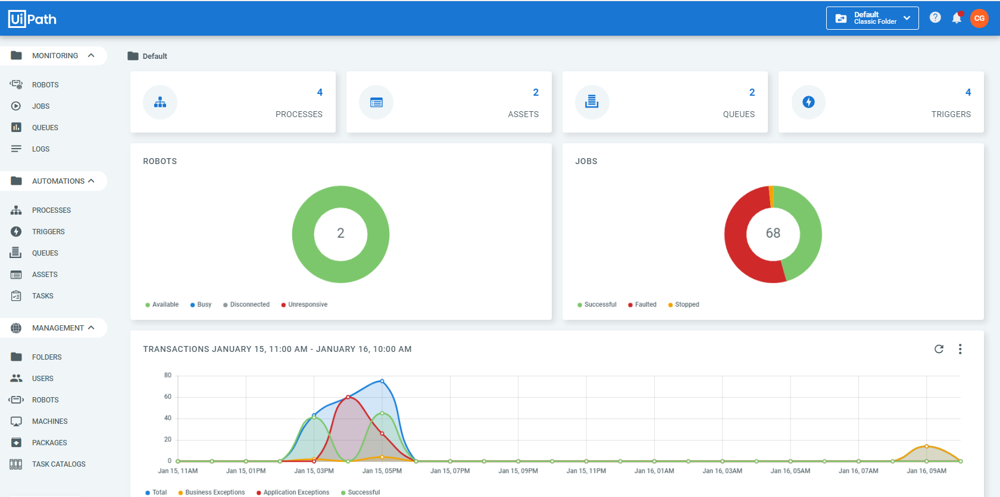 UiPath
Default
Classic Folder
?
CG
MONITORING
ROBOTS
JOBS
QUEUES
LOGS
AUTOMATIONS
PROCESSES
TRIGGERS
QUEUES
ASSETS
TASKS
MANAGEMENT
FOLDERS
USERS
ROBOTS
MACHINES
PACKAGES
TASK CATALOGS
Default
4
PROCESSES
2
ASSETS
2
QUEUES
4
TRIGGERS
ROBOTS
2
Available Busy Disconnected Unresponsive
JOBS
68
Successful Faulted Stopped
TRANSACTIONS JANUARY 15, 11:00 AM - JANUARY 16, 10:00 AM
80
60
40
20
0
Jan 15, 11AM Jan 15, 01PM Jan 15, 03PM Jan 15, 05PM Jan 15, 07PM Jan 15, 09PM Jan 15, 11PM Jan 16, 01AM Jan 16, 03AM Jan 16, 05AM Jan 16, 07AM Jan 16, 09AM
Total Business Exceptions Application Exceptions Successful